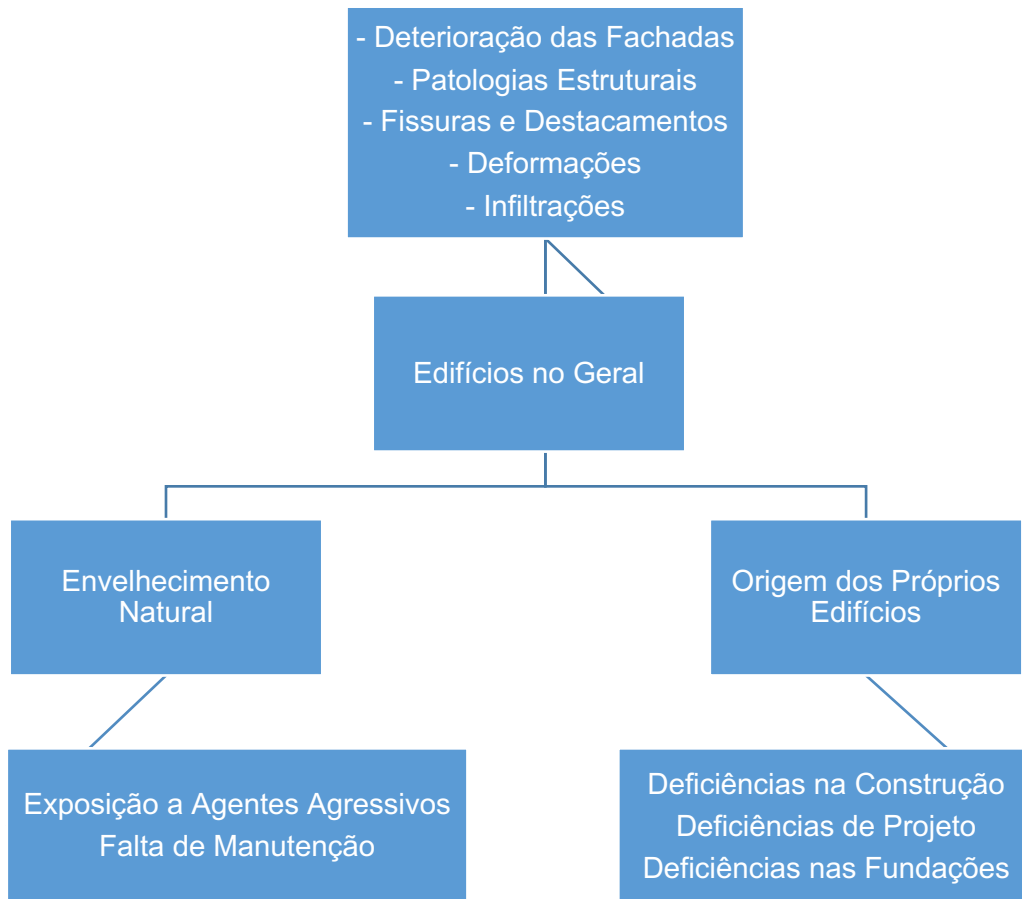 - Deterioração das Fachadas
- Patologias Estruturais
- Fissuras e Destacamentos
- Deformações
- Infiltrações
Edifícios no Geral
Envelhecimento
Natural
Origem dos Próprios
Edifícios
Exposição a Agentes Agressivos
Falta de Manutenção
Deficiências na Construção
Deficiências de Projeto
Deficiências nas Fundações